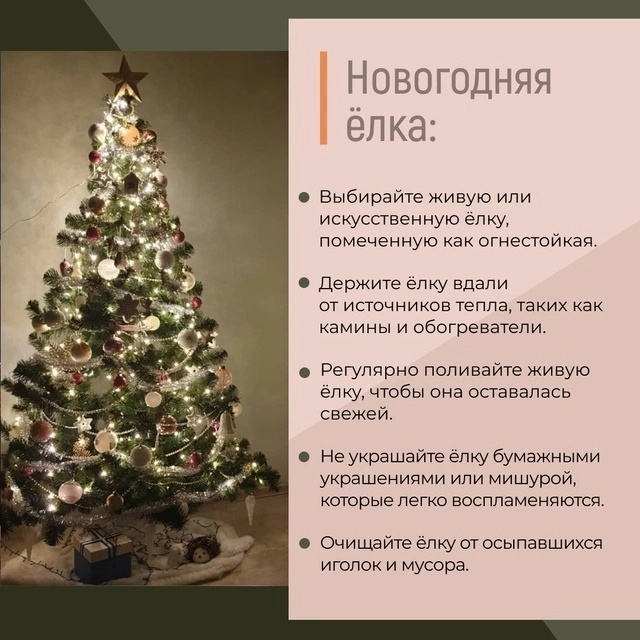 Новогодняя
ёлка:
Выбирайте живую или
искусственную ёлку,
помеченную как огнестойкая.
Держите ёлку вдали
от источников тепла, таких как
камины и обогреватели.
Регулярно поливайте живую
ёлку, чтобы она оставалась
свежей.
Не украшайте ёлку бумажными
украшениями или мишурой,
которые легко воспламеняются.
Очищайте ёлку от осыпавшихся
иголок и мусора.